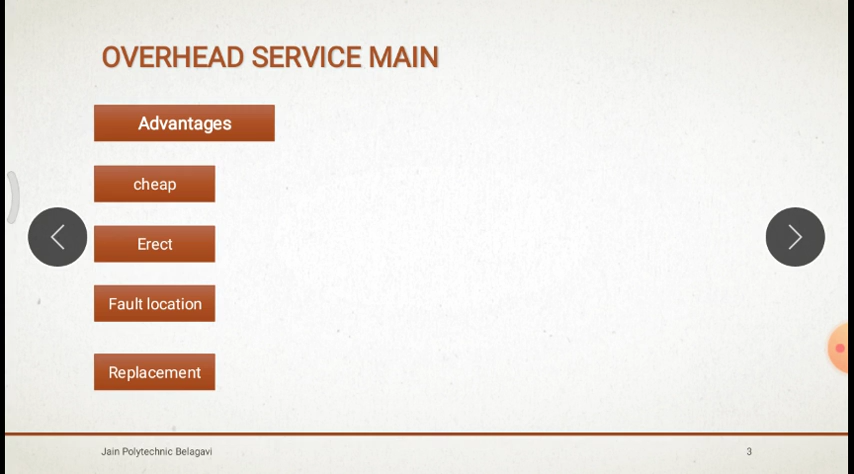 OVERHEAD SERVICE MAIN
Advantages
cheap
Erect
Fault location
Replacement
Jain Polytechnic Belagavi
3